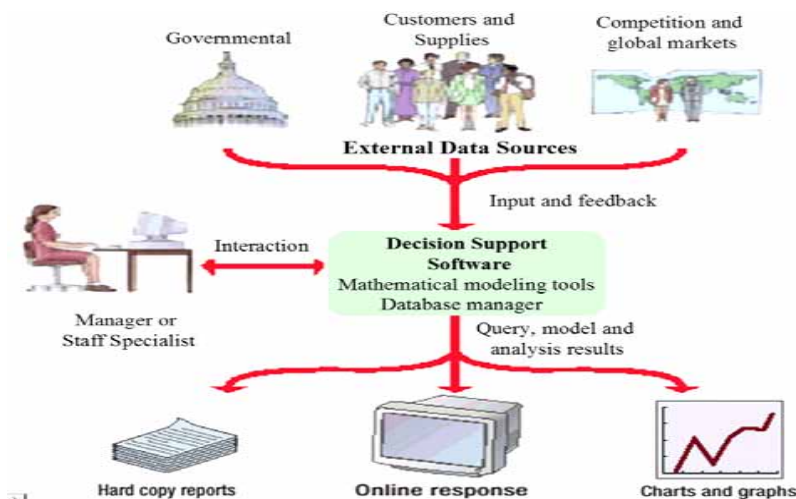 Governmental
Customers and
Supplies
Competition and
global markets
External Data Sources
Input and feedback
Interaction
Decision Support
Software
Mathematical modeling tools
Database manager
Manager or
Staff Specialist
Query, model and
analysis results
Hard copy reports
Online response
Charts and graphs